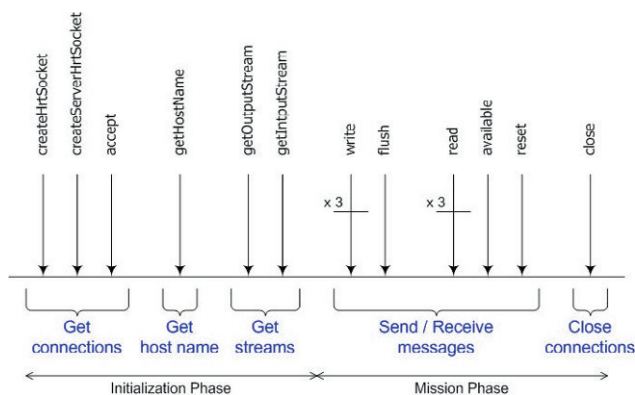 createHrtSocket
createServerHrtSocket
accept
getHostName
getOutputStream
getIntputStream
write
flush
read
available
reset
close
x 3
x 3
Get
connections
Get
host name
Get
streams
Send / Receive
messages
Close
connections
Initialization Phase
Mission Phase